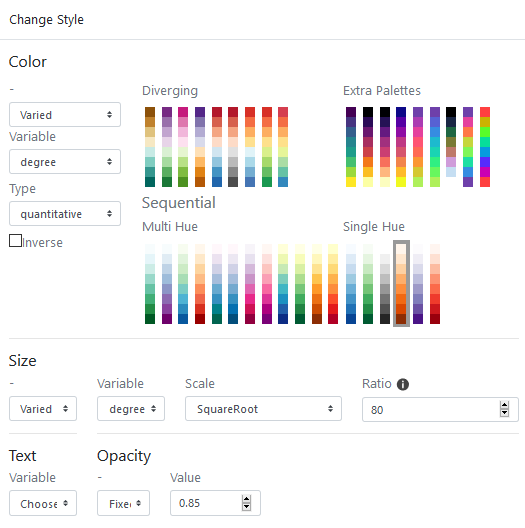 Change Style
Color
-
Varied
Variable
degree
Type
quantitative
Inverse
Diverging
Extra Palettes
Sequential
Multi Hue
Single Hue
Size
-
Varied
Variable
degree
Scale
SquareRoot
Ratio i
80
Text
Variable
Choose
Opacity
-
Fixed
Value
0.85